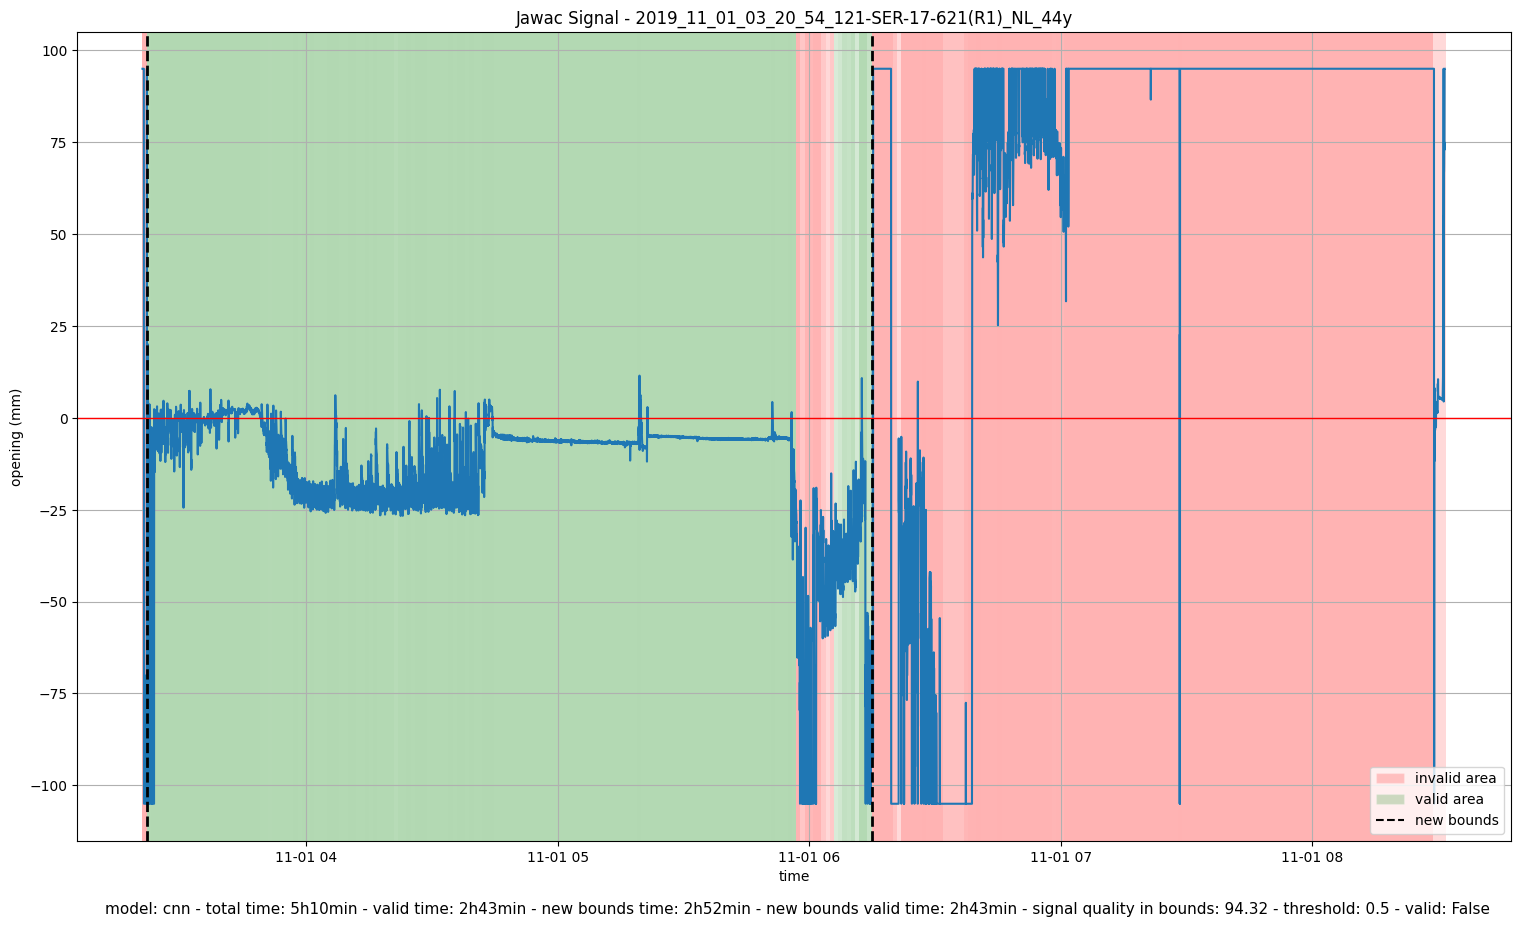 Jawac Signal - 2019_11_01_03_20_54_121-SER-17-621(R1)_NL_44y
100
75
50
25
0
−25
−50
−75
−100
opening (mm)
invalid area
valid area
new bounds
11-01 04
11-01 05
11-01 06
11-01 07
11-01 08
time
model: cnn - total time: 5h10min - valid time: 2h43min - new bounds time: 2h52min - new bounds valid time: 2h43min - signal quality in bounds: 94.32 - threshold: 0.5 - valid: False